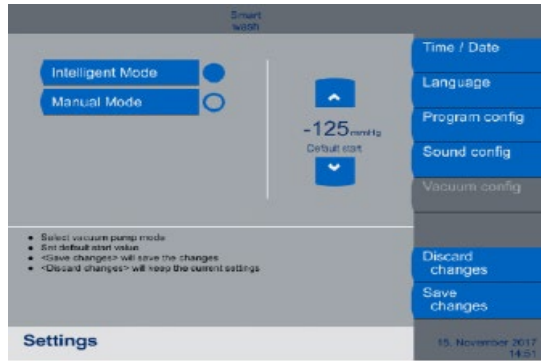 Smart
wash
Intelligent Mode
Manual Mode
-125 mmHg
Default start
Time / Date
Language
Program config
Sound config
Vacuum config
• Select vacuum pump mode
• Set default start value
• <Save changes> will save the changes
• <Discard changes> will keep the current settings
Discard
changes
Save
changes
Settings
15. November 2017
14:51